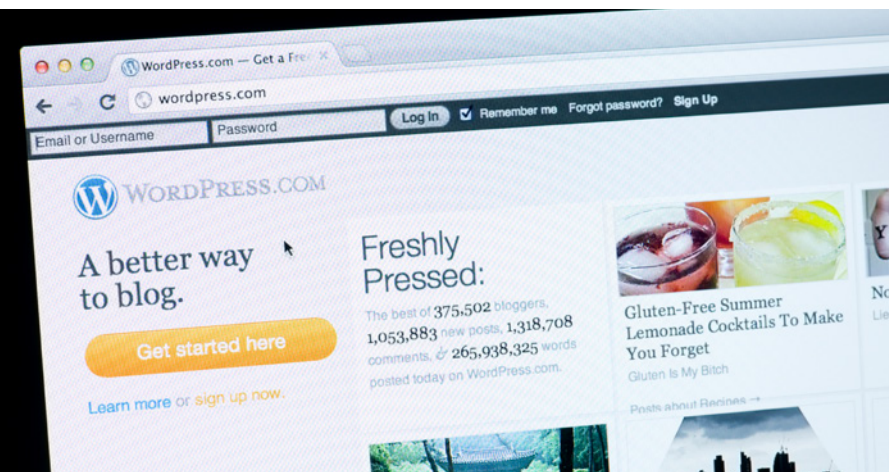 WordPress.com — Get a Fre
wordpress.com
Email or Username
Password
Log In
Remember me
Forgot password?
Sign Up
WORDPRESS.COM
A better way
to blog.
Get started here
Learn more or sign up now.
Freshly
Pressed:
The best of 375,502 bloggers,
1,053,883 new posts, 1,318,708
comments, & 265,938,325 words
posted today on WordPress.com.
Gluten-Free Summer
Lemonade Cocktails To Make
You Forget
Gluten Is My Bitch
Posts about Recipes →
Y
No
Lie